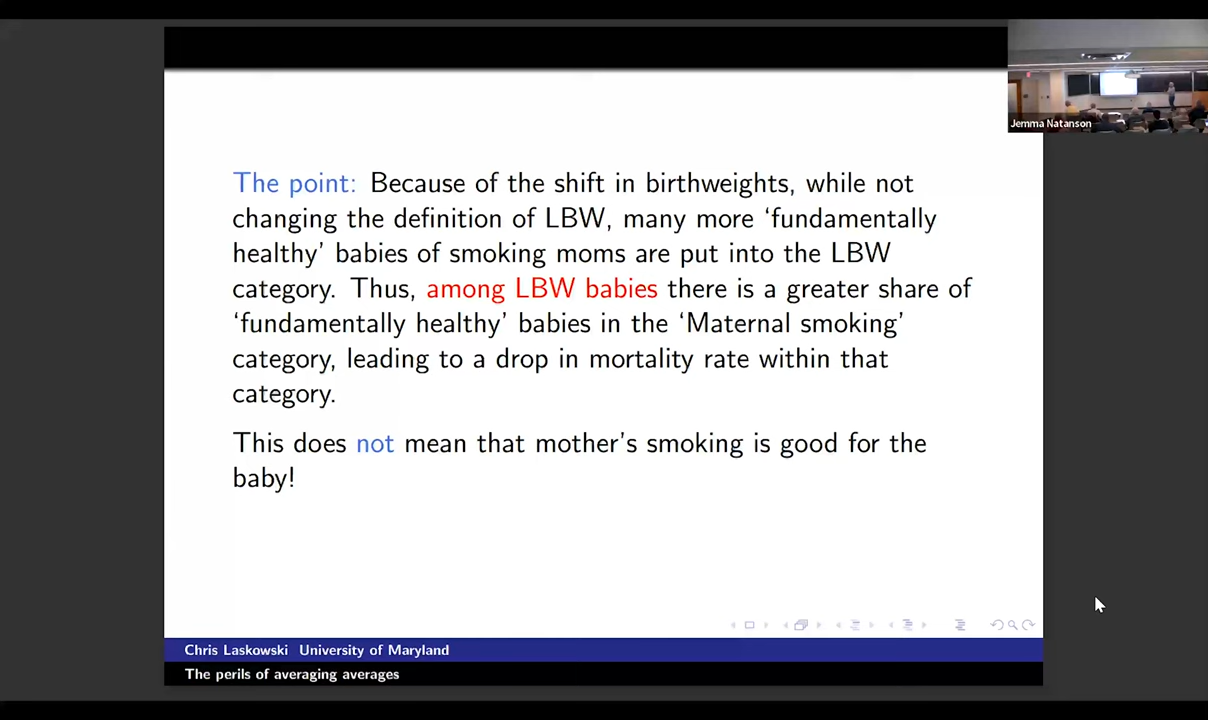 Jemma Natanson
The point: Because of the shift in birthweights, while not
changing the definition of LBW, many more ‘fundamentally
healthy’ babies of smoking moms are put into the LBW
category. Thus, among LBW babies there is a greater share of
‘fundamentally healthy’ babies in the ‘Maternal smoking’
category, leading to a drop in mortality rate within that
category.
This does not mean that mother’s smoking is good for the
baby!
Chris Laskowski University of Maryland
The perils of averaging averages